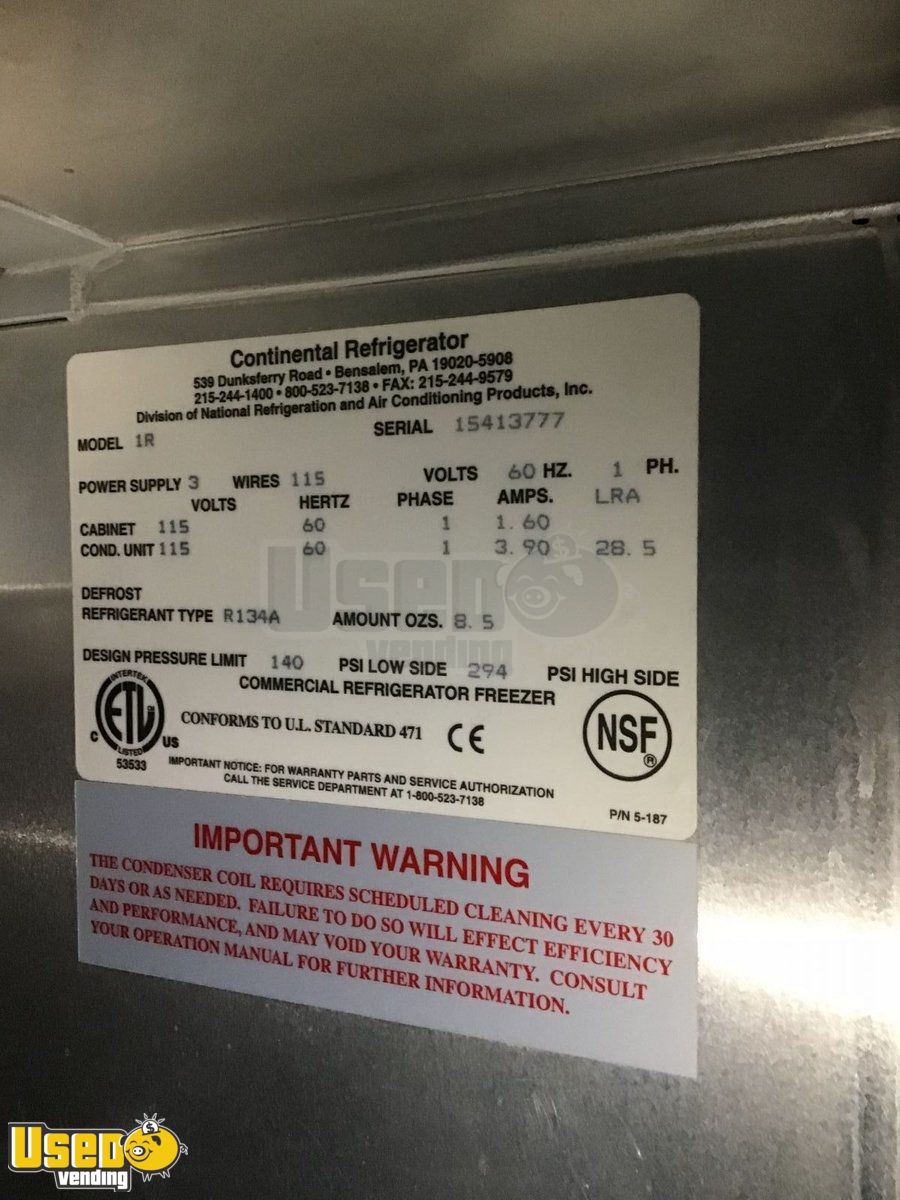 Continental Refrigerator
539 Dunksferry Road • Bensalem, PA 19020-5908
215-244-1400 • 800-523-7138 • FAX: 215-244-9579
Division of National Refrigeration and Air Conditioning Products, Inc.
MODEL 1R SERIAL 15413777
POWER SUPPLY 3 WIRES 115 VOLTS 60 HZ. 1 PH.
VOLTS HERTZ PHASE AMPS. LRA
CABINET 115 60 1 1.60
COND. UNIT 115 60 1 3.90 28.5
DEFROST
REFRIGERANT TYPE R134A AMOUNT OZS. 8.5
DESIGN PRESSURE LIMIT 140 PSI LOW SIDE 294 PSI HIGH SIDE
COMMERCIAL REFRIGERATOR FREEZER
INTERTEK
ETL
LISTED
C US
53533
CONFORMS TO U.L. STANDARD 471 CE
NSF®
IMPORTANT NOTICE: FOR WARRANTY PARTS AND SERVICE AUTHORIZATION
CALL THE SERVICE DEPARTMENT AT 1-800-523-7138
P/N 5-187
IMPORTANT WARNING
THE CONDENSER COIL REQUIRES SCHEDULED CLEANING EVERY 30
DAYS OR AS NEEDED. FAILURE TO DO SO WILL EFFECT EFFICIENCY
AND PERFORMANCE, AND MAY VOID YOUR WARRANTY. CONSULT
YOUR OPERATION MANUAL FOR FURTHER INFORMATION.
Used
vending
Used
vending